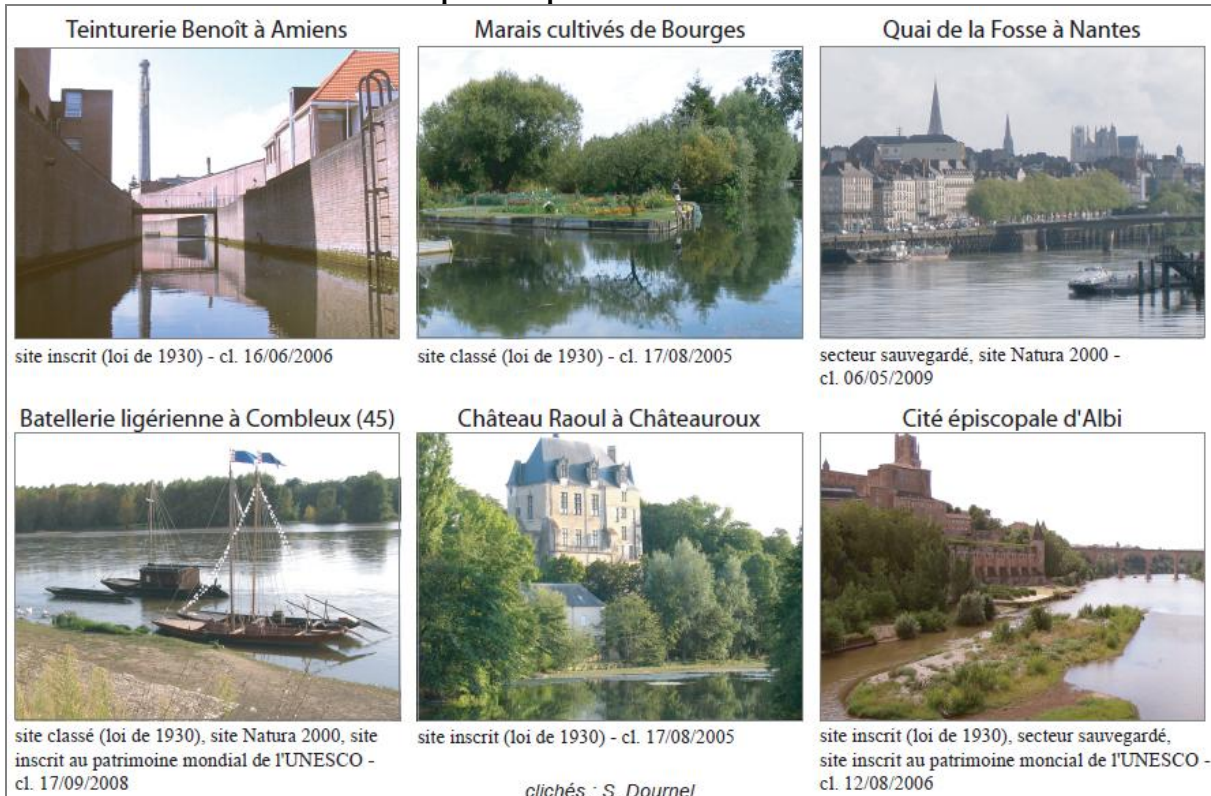 Teinturerie Benoît à Amiens
Marais cultivés de Bourges
Quai de la Fosse à Nantes
site inscrit (loi de 1930) - cl. 16/06/2006
site classé (loi de 1930) - cl. 17/08/2005
secteur sauvegardé, site Natura 2000 -
cl. 06/05/2009
Batellerie ligérienne à Combleux (45)
Château Raoul à Châteauroux
Cité épiscopale d'Albi
site classé (loi de 1930), site Natura 2000, site
inscrit au patrimoine mondial de l'UNESCO -
cl. 17/09/2008
site inscrit (loi de 1930) - cl. 17/08/2005
site inscrit (loi de 1930), secteur sauvegardé,
site inscrit au patrimoine moncial de l'UNESCO -
cl. 12/08/2006
clichés : S. Dournel